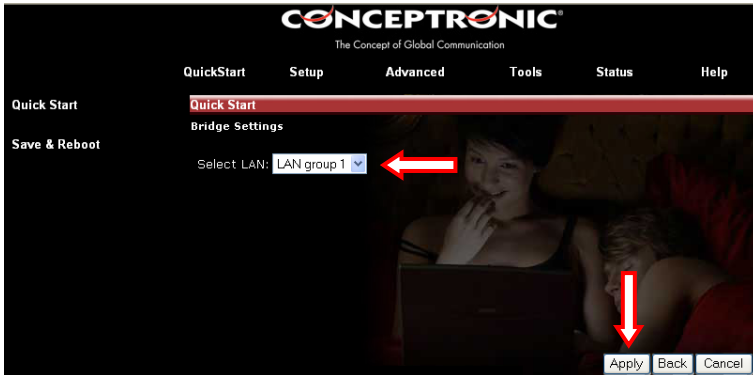 CONCEPTRONIC®
The Concept of Global Communication
QuickStart Setup Advanced Tools Status Help
Quick Start
Quick Start
Bridge Settings
Save & Reboot
Select LAN: LAN group 1
Apply Back Cancel